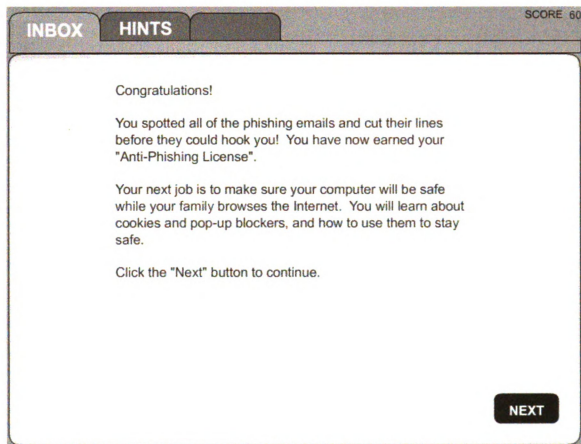 SCORE 60
INBOX HINTS
Congratulations!
You spotted all of the phishing emails and cut their lines
before they could hook you! You have now earned your
"Anti-Phishing License".
Your next job is to make sure your computer will be safe
while your family browses the Internet. You will learn about
cookies and pop-up blockers, and how to use them to stay
safe.
Click the "Next" button to continue.
NEXT